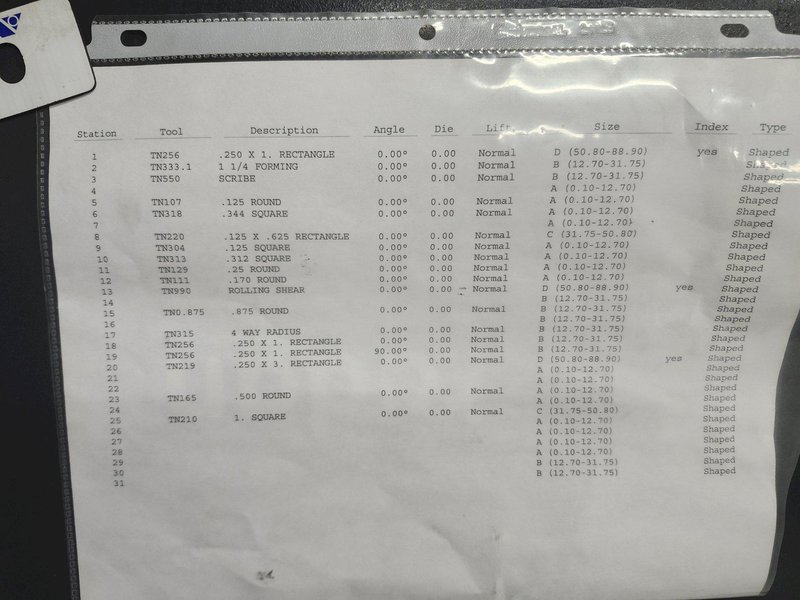 Station Tool Description Angle Die Lift Size Index Type
1 TN256 .250 X 1. RECTANGLE 0.00° 0.00 Normal D (50.80-88.90) yes Shaped
2 TN333.1 1 1/4 FORMING 0.00° 0.00 Normal B (12.70-31.75) Shaped
3 TN550 SCRIBE 0.00° 0.00 Normal B (12.70-31.75) Shaped
4 A (0.10-12.70) Shaped
5 TN107 .125 ROUND 0.00° 0.00 Normal A (0.10-12.70) Shaped
6 TN318 .344 SQUARE 0.00° 0.00 Normal A (0.10-12.70) Shaped
7 A (0.10-12.70) Shaped
8 TN220 .125 X .625 RECTANGLE 0.00° 0.00 Normal C (31.75-50.80) Shaped
9 TN304 .125 SQUARE 0.00° 0.00 Normal A (0.10-12.70) Shaped
10 TN313 .312 SQUARE 0.00° 0.00 Normal A (0.10-12.70) Shaped
11 TN129 .25 ROUND 0.00° 0.00 Normal A (0.10-12.70) Shaped
12 TN111 .170 ROUND 0.00° 0.00 Normal A (0.10-12.70) Shaped
13 TN990 ROLLING SHEAR 0.00° 0.00 Normal D (50.80-88.90) yes Shaped
14 B (12.70-31.75) Shaped
15 TN0.875 .875 ROUND 0.00° 0.00 Normal B (12.70-31.75) Shaped
16 B (12.70-31.75) Shaped
17 TN315 4 WAY RADIUS 0.00° 0.00 Normal B (12.70-31.75) Shaped
18 TN256 .250 X 1. RECTANGLE 0.00° 0.00 Normal B (12.70-31.75) Shaped
19 TN256 .250 X 1. RECTANGLE 90.00° 0.00 Normal B (12.70-31.75) Shaped
20 TN219 .250 X 3. RECTANGLE 0.00° 0.00 Normal D (50.80-88.90) yes Shaped
21 A (0.10-12.70) Shaped
22 A (0.10-12.70) Shaped
23 TN165 .500 ROUND 0.00° 0.00 Normal A (0.10-12.70) Shaped
24 A (0.10-12.70) Shaped
25 TN210 1. SQUARE 0.00° 0.00 Normal C (31.75-50.80) Shaped
26 A (0.10-12.70) Shaped
27 A (0.10-12.70) Shaped
28 A (0.10-12.70) Shaped
29 A (0.10-12.70) Shaped
30 B (12.70-31.75) Shaped
31 B (12.70-31.75) Shaped